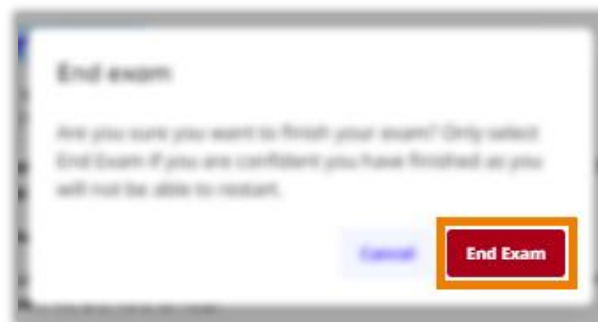 End exam
Are you sure you want to finish your exam? Only select
End Exam if you are confident you have finished as you
will not be able to restart.
Cancel
End Exam